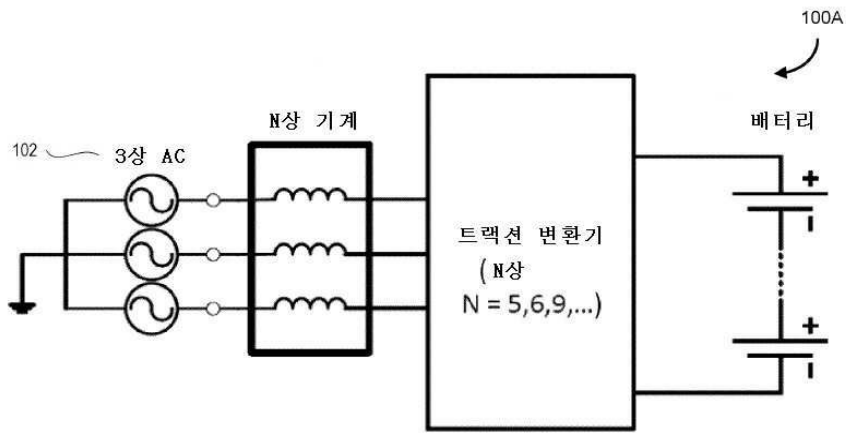 100A
N상 기계
배터리
102
3상 AC
트랙션 변환기
(N상
N = 5,6,9,...)
+
−
+
−